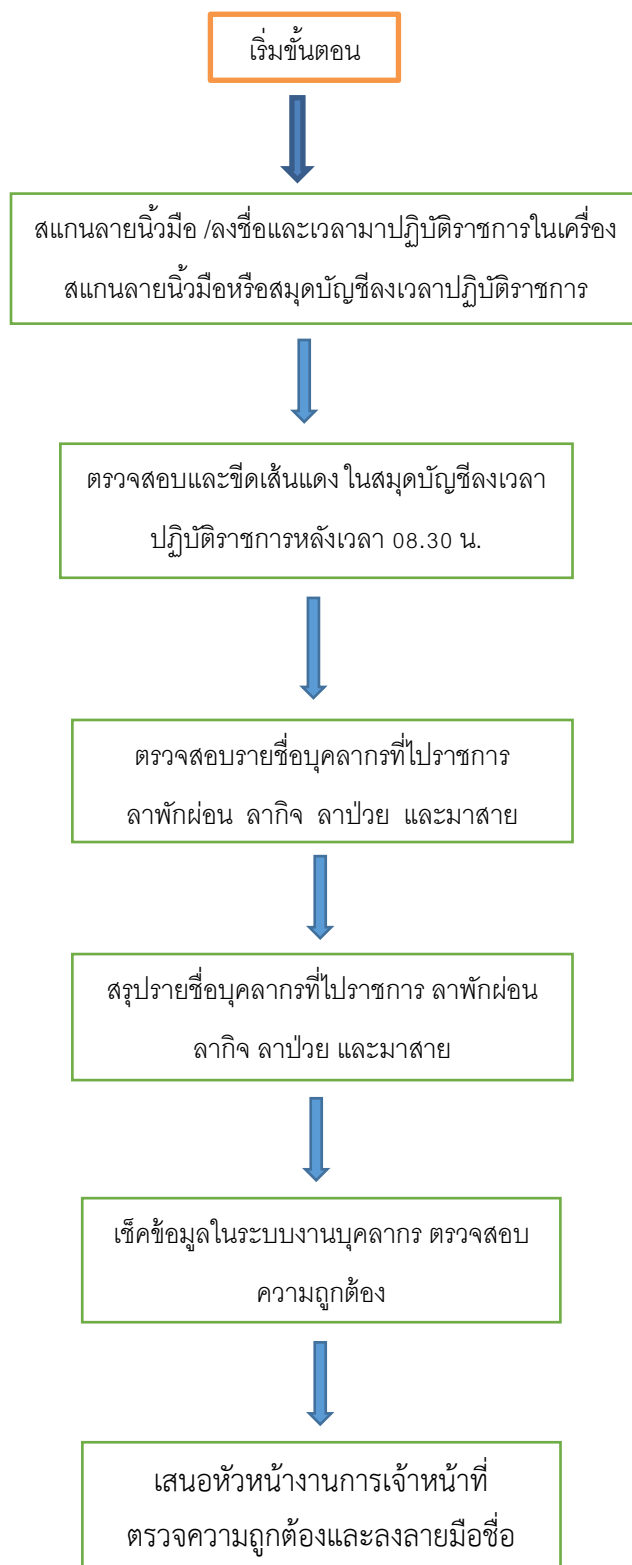 เริ่มขั้นตอน
สแกนลายนิ้วมือ /ลงชื่อและเวลามาปฏิบัติราชการในเครื่อง
สแกนลายนิ้วมือหรือสมุดบัญชีลงเวลาปฏิบัติราชการ
ตรวจสอบและขีดเส้นแดง ในสมุดบัญชีลงเวลา
ปฏิบัติราชการหลังเวลา 08.30 น.
ตรวจสอบรายชื่อบุคลากรที่ไปราชการ
ลาพักผ่อน ลากิจ ลาป่วย และมาสาย
สรุปรายชื่อบุคลากรที่ไปราชการ ลาพักผ่อน
ลากิจ ลาป่วย และมาสาย
เช็คข้อมูลในระบบงานบุคลากร ตรวจสอบ
ความถูกต้อง
เสนอหัวหน้างานการเจ้าหน้าที่
ตรวจความถูกต้องและลงลายมือชื่อ